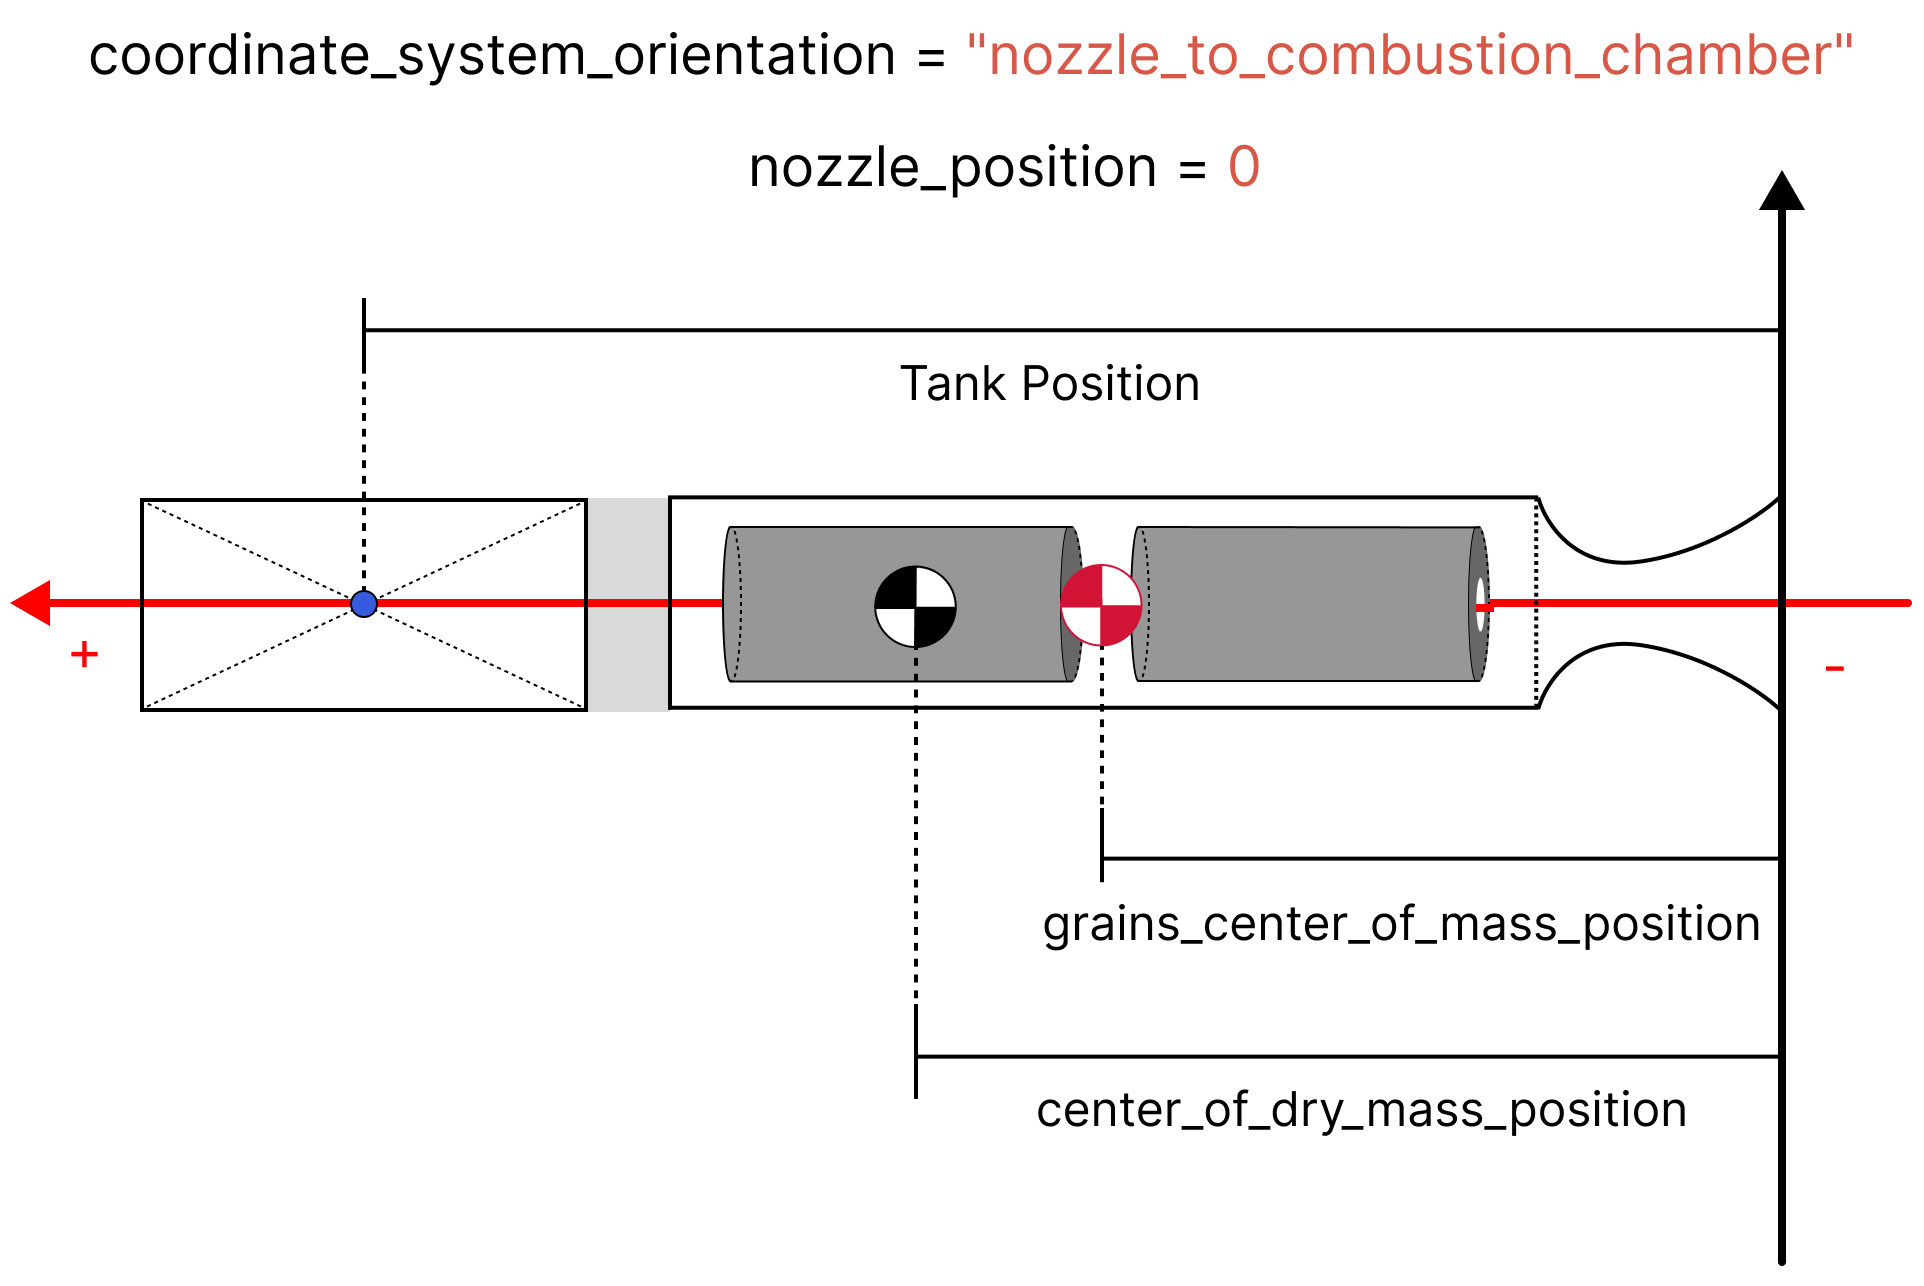 coordinate_system_orientation = "nozzle_to_combustion_chamber"
nozzle_position = 0
Tank Position
+
-
grains_center_of_mass_position
center_of_dry_mass_position